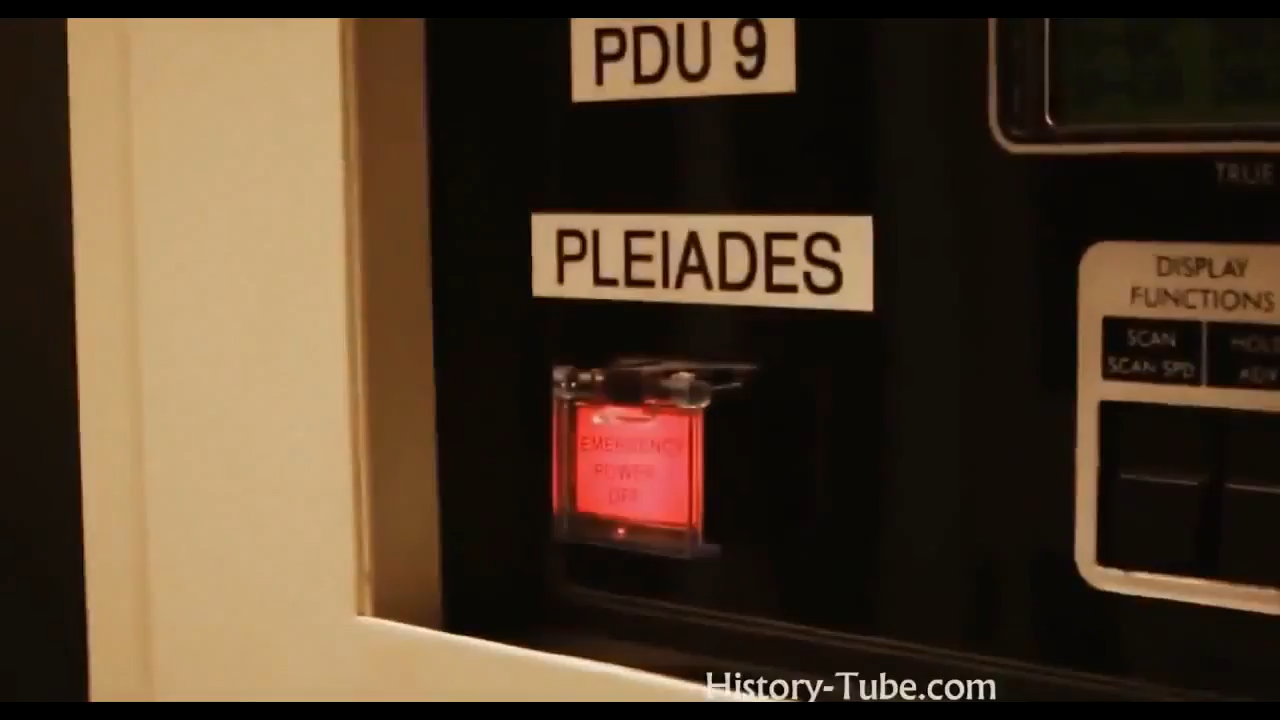 PDU 9
TRUE
PLEIADES
DISPLAY
FUNCTIONS
SCAN
SCAN SPD
EMERGENCY
POWER
OFF
History-Tube.com